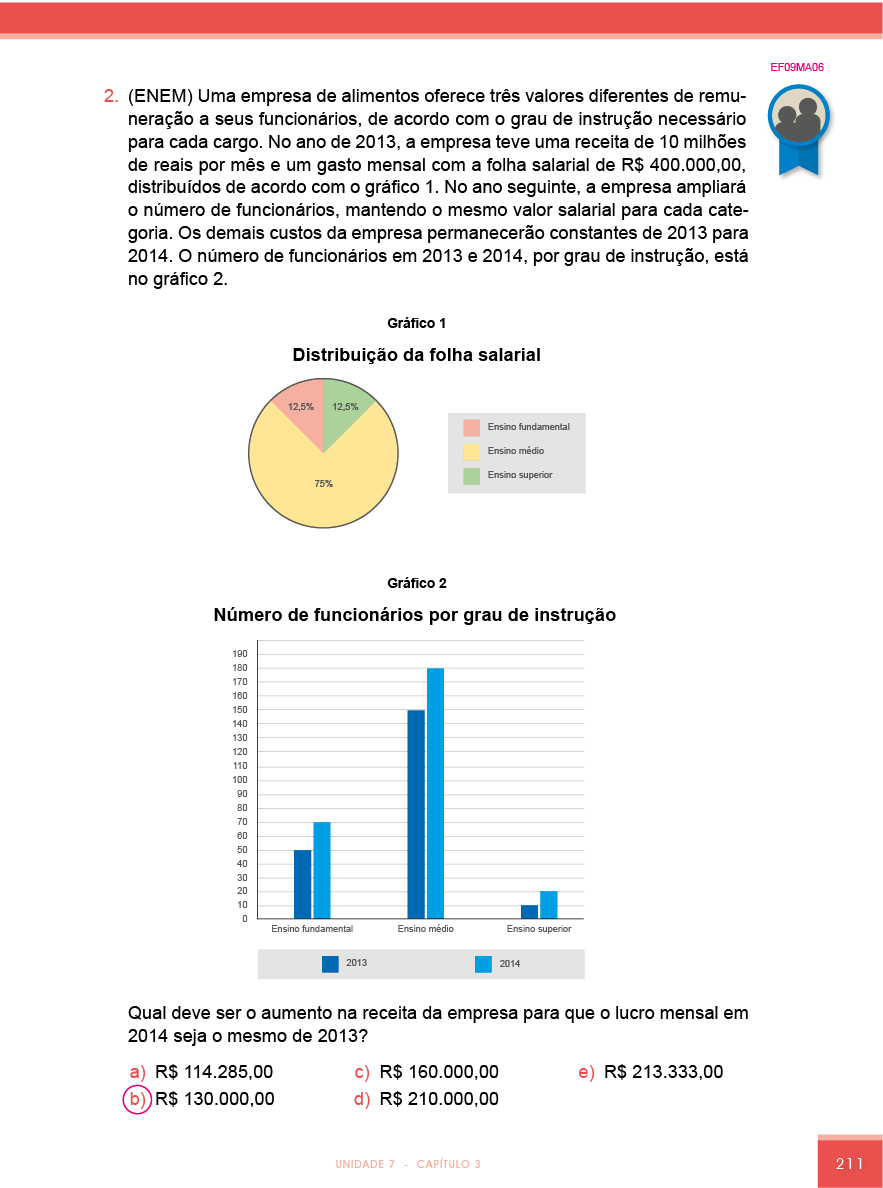 EF09MA06
2. (ENEM) Uma empresa de alimentos oferece três valores diferentes de remu-
neração a seus funcionários, de acordo com o grau de instrução necessário
para cada cargo. No ano de 2013, a empresa teve uma receita de 10 milhões
de reais por mês e um gasto mensal com a folha salarial de R$ 400.000,00,
distribuídos de acordo com o gráfico 1. No ano seguinte, a empresa ampliará
o número de funcionários, mantendo o mesmo valor salarial para cada cate-
goria. Os demais custos da empresa permanecerão constantes de 2013 para
2014. O número de funcionários em 2013 e 2014, por grau de instrução, está
no gráfico 2.
Gráfico 1
Distribuição da folha salarial
12,5% 12,5%
75%
Ensino fundamental
Ensino médio
Ensino superior
Gráfico 2
Número de funcionários por grau de instrução
190
180
170
160
150
140
130
120
110
100
90
80
70
60
50
40
30
20
10
0
Ensino fundamental Ensino médio Ensino superior
2013 2014
Qual deve ser o aumento na receita da empresa para que o lucro mensal em
2014 seja o mesmo de 2013?
a) R$ 114.285,00 c) R$ 160.000,00 e) R$ 213.333,00
b) R$ 130.000,00 d) R$ 210.000,00
UNIDADE 7 - CAPÍTULO 3
211